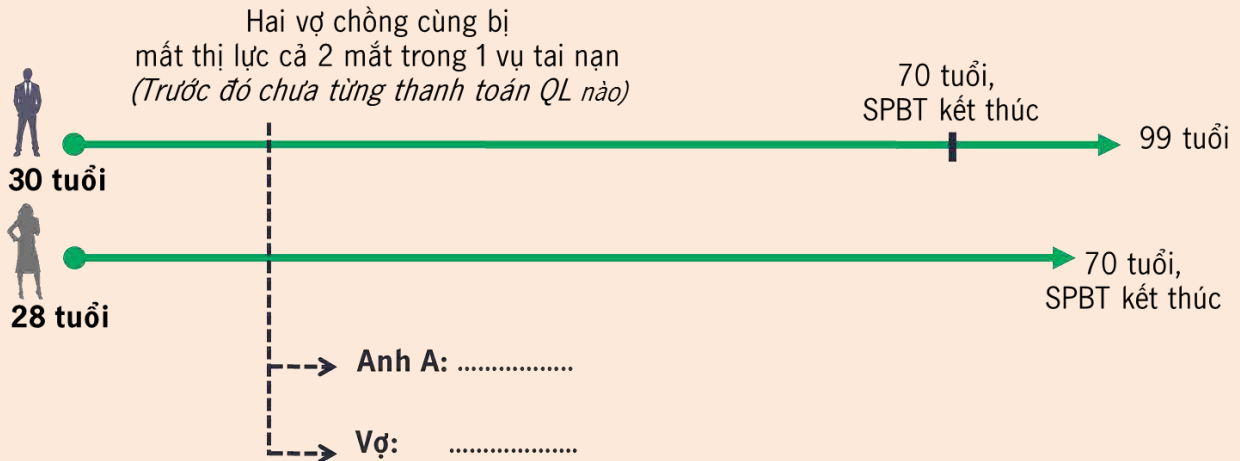 Hai vợ chồng cùng bị
mất thị lực cả 2 mắt trong 1 vụ tai nạn
(Trước đó chưa từng thanh toán QL nào)
70 tuổi,
SPBT kết thúc
99 tuổi
30 tuổi
70 tuổi,
SPBT kết thúc
28 tuổi
Anh A: .................
Vợ: ...................